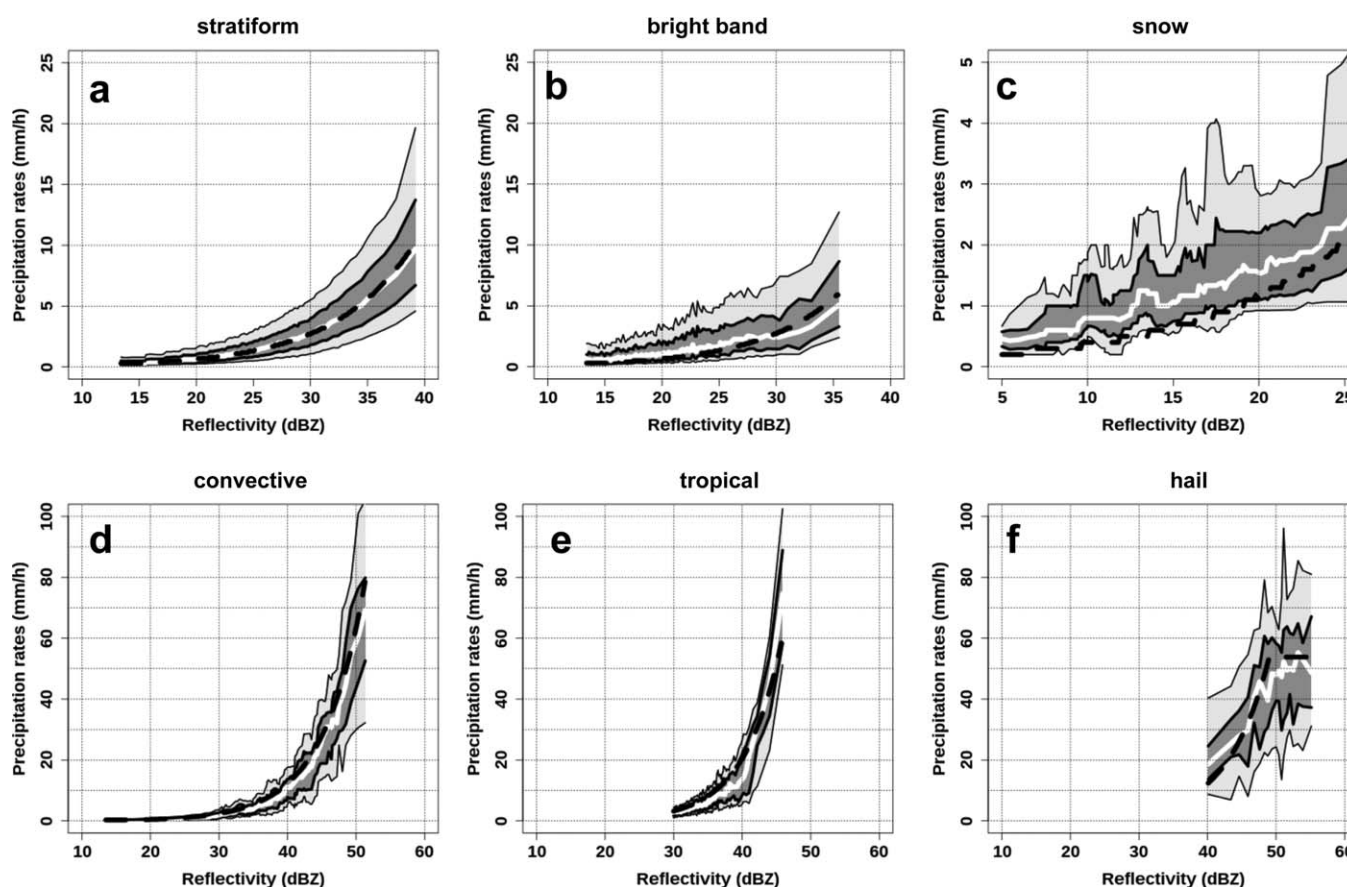 stratiform
bright band
snow
a
b
c
Precipitation rates (mm/h)
0 5 10 15 20 25
10 15 20 25 30 35 40
Reflectivity (dBZ)
Precipitation rates (mm/h)
0 5 10 15 20 25
10 15 20 25 30 35 40
Reflectivity (dBZ)
Precipitation rates (mm/h)
0 1 2 3 4 5
5 10 15 20 25
Reflectivity (dBZ)
convective
tropical
hail
d
e
f
Precipitation rates (mm/h)
0 20 40 60 80 100
10 20 30 40 50 60
Reflectivity (dBZ)
Precipitation rates (mm/h)
0 20 40 60 80 100
10 20 30 40 50 60
Reflectivity (dBZ)
Precipitation rates (mm/h)
0 20 40 60 80 100
10 20 30 40 50 60
Reflectivity (dBZ)